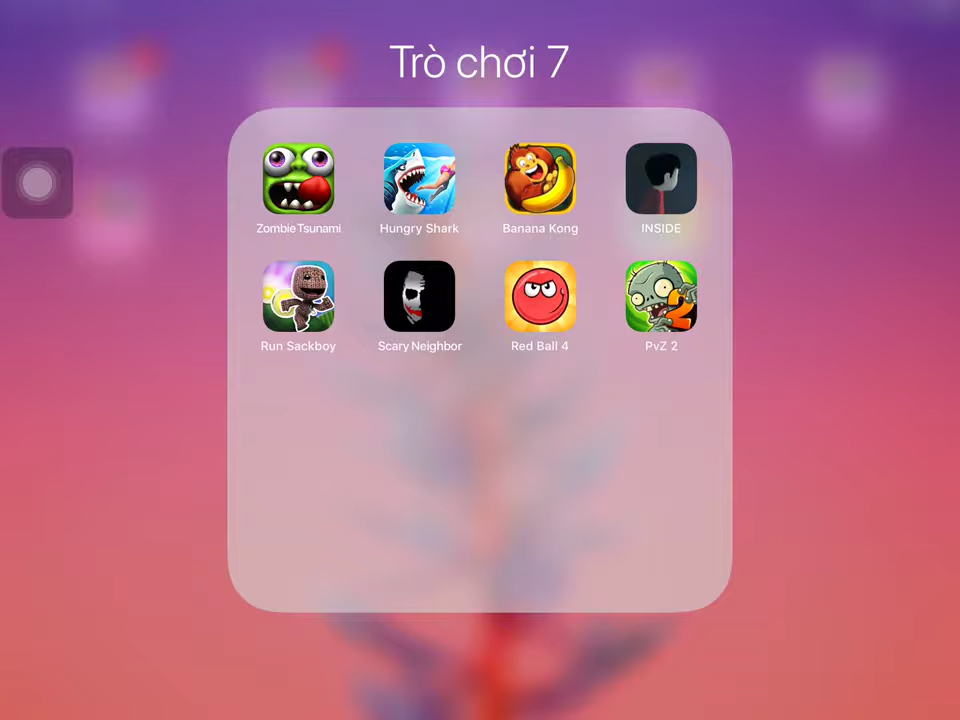 Trò chơi 7
Zombie Tsunami
Hungry Shark
Banana Kong
INSIDE
Run Sackboy
Scary Neighbor
Red Ball 4
2
PvZ 2